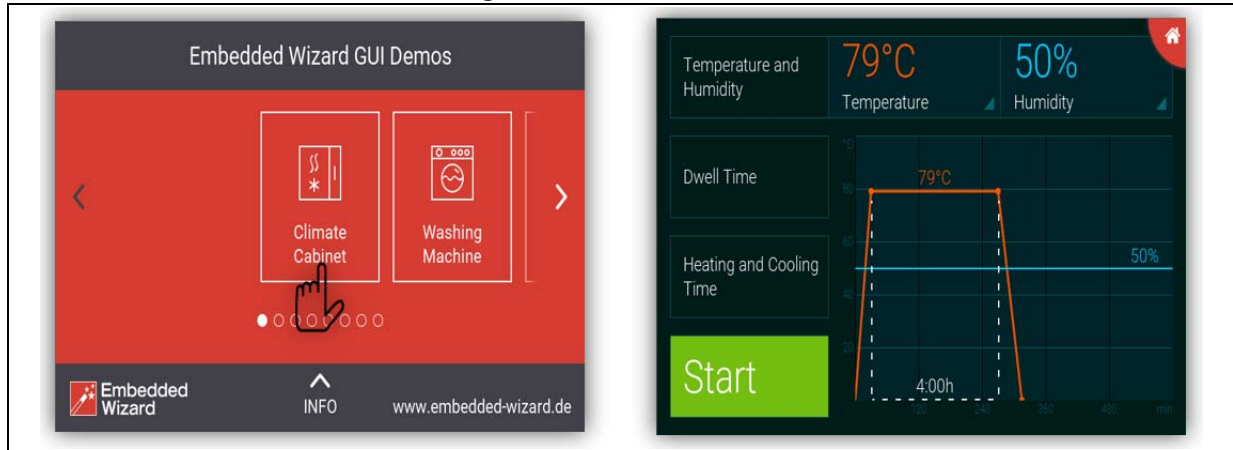 Embedded Wizard GUI Demos
Climate
Cabinet
Washing
Machine
Embedded
Wizard
INFO
www.embedded-wizard.de
Temperature and
Humidity
79°C
Temperature
50%
Humidity
Dwell Time
Heating and Cooling
Time
Start
°C
80
60
40
20
79°C
50%
4:00h
120
240
360
480
min